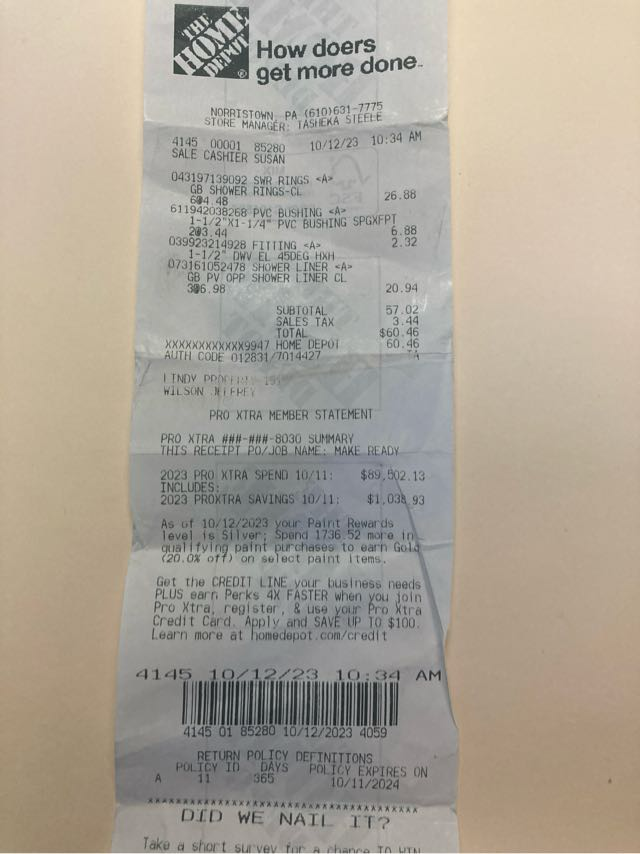 THE
HOME
DEPOT
How doers
get more done.
NORRISTOWN, PA (610)631-7775
STORE MANAGER: TASHEKA STEELE
4145 00001 85280 10/12/23 10:34 AM
SALE CASHIER SUSAN
043197139092 SWR RINGS <A>
GB SHOWER RINGS-CL
6@4.48 26.88
611942038268 PVC BUSHING <A>
1-1/2"X1-1/4" PVC BUSHING SPGXFPT
2@3.44 6.88
039923214928 FITTING <A> 2.32
1-1/2" DWV EL 45DEG HXH
073161052478 SHOWER LINER <A>
GB PV OPP SHOWER LINER CL
3@6.98 20.94
SUBTOTAL 57.02
SALES TAX 3.44
TOTAL $60.46
XXXXXXXXXXXX9947 HOME DEPOT 60.46
AUTH CODE 012831/7014427 TA
LINDY
WILSON JEFFREY
PRO XTRA MEMBER STATEMENT
PRO XTRA ###-###-8030 SUMMARY
THIS RECEIPT PO/JOB NAME: MAKE READY
2023 PRO XTRA SPEND 10/11: $89,502.13
INCLUDES:
2023 PROXTRA SAVINGS 10/11: $1,038.93
As of 10/12/2023 your Paint Rewards
level is Silver; Spend 1736.52 more in
qualifying paint purchases to earn Gold
(20.0% off) on select paint items.
Get the CREDIT LINE your business needs
PLUS earn Perks 4X FASTER when you join
Pro Xtra, register, & use your Pro Xtra
Credit Card. Apply and SAVE UP TO $100.
Learn more at homedepot.com/credit
4145 10/12/23 10:34 AM
4145 01 85280 10/12/2023 4059
RETURN POLICY DEFINITIONS
POLICY ID DAYS POLICY EXPIRES ON
A 11 365 10/11/2024
DID WE NAIL IT?
Take a short survey for a chance TO WIN